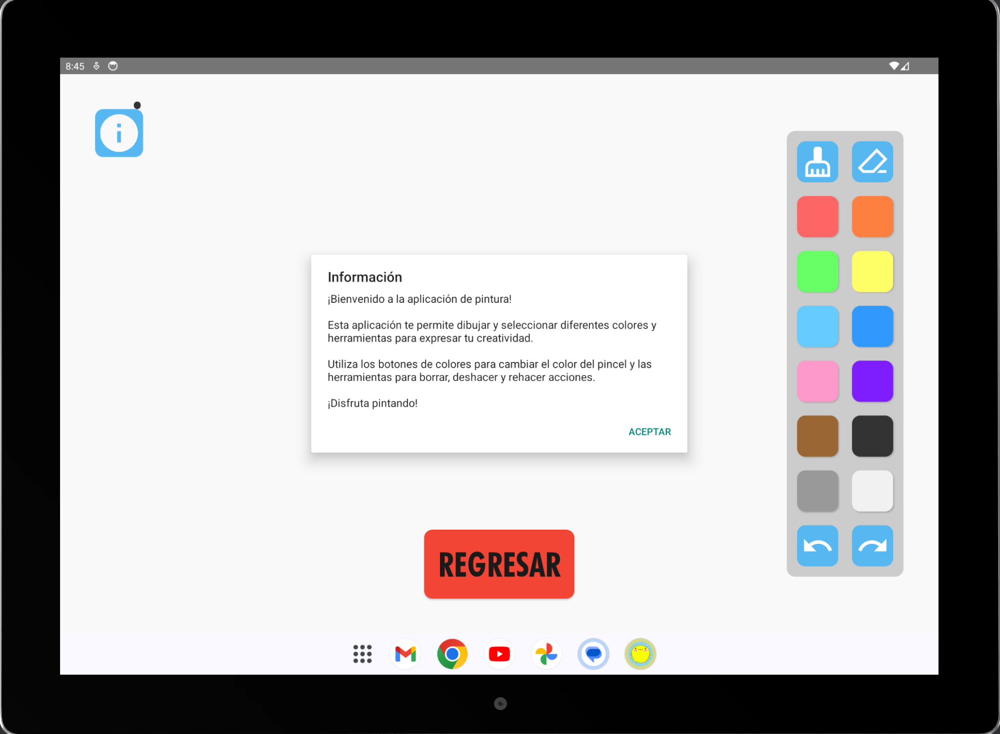 8:45
i
Información
¡Bienvenido a la aplicación de pintura!
Esta aplicación te permite dibujar y seleccionar diferentes colores y
herramientas para expresar tu creatividad.
Utiliza los botones de colores para cambiar el color del pincel y las
herramientas para borrar, deshacer y rehacer acciones.
¡Disfruta pintando!
ACEPTAR
REGRESAR